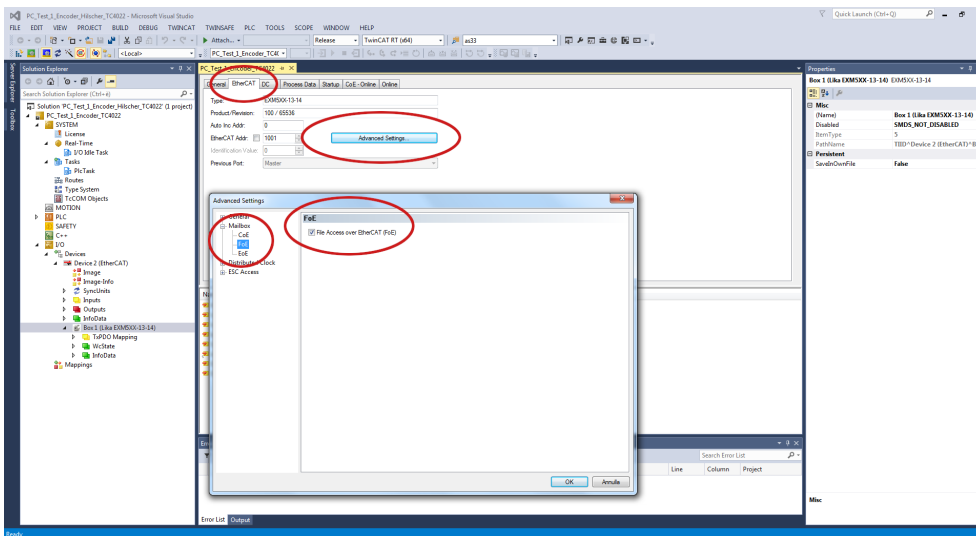 PC_Test_1_Encoder_Hilscher_TC4022 - Microsoft Visual Studio
Quick Launch (Ctrl+Q)
FILE EDIT VIEW PROJECT BUILD DEBUG TWINCAT TWINSAFE PLC TOOLS SCOPE WINDOW HELP
Attach... Release TwinCAT RT (x64) as33
<Local> PC_Test_1_Encoder_TC4(
Server Explorer
Toolbox
Solution Explorer
Search Solution Explorer (Ctrl+è)
Solution 'PC_Test_1_Encoder_Hilscher_TC4022' (1 project)
PC_Test_1_Encoder_TC4022
SYSTEM
License
Real-Time
I/O Idle Task
Tasks
PlcTask
Routes
Type System
TcCOM Objects
MOTION
PLC
SAFETY
C++
I/O
Devices
Device 2 (EtherCAT)
Image
Image-Info
SyncUnits
Inputs
Outputs
InfoData
Box 1 (Lika EXM5XX-13-14)
TxPDO Mapping
WcState
InfoData
Mappings
PC_Test_1_Encoder_TC4022
General EtherCAT DC Process Data Startup CoE - Online Online
Type: EXM5XX-13-14
Product/Revision: 100 / 65536
Auto Inc Addr: 0
EtherCAT Addr: 1001 Advanced Settings...
Identification Value: 0
Previous Port: Master
Advanced Settings
General
Mailbox
CoE
FoE
EoE
Distributed Clock
ESC Access
FoE
File Access over EtherCAT (FoE)
OK Annulla
Search Error List
Line Column Project
Error List Output
Properties
Box 1 (Lika EXM5XX-13-14) EXM5XX-13-14
Misc
(Name) Box 1 (Lika EXM5XX-13-14)
Disabled SMDS_NOT_DISABLED
ItemType 5
PathName TIID^Device 2 (EtherCAT)^B
Persistent
SaveInOwnFile False
Misc
Ready